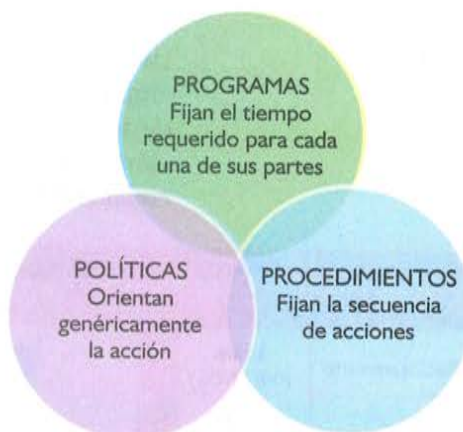 PROGRAMAS
Fijan el tiempo
requerido para cada
una de sus partes
POLÍTICAS
Orientan
genéricamente
la acción
PROCEDIMIENTOS
Fijan la secuencia
de acciones